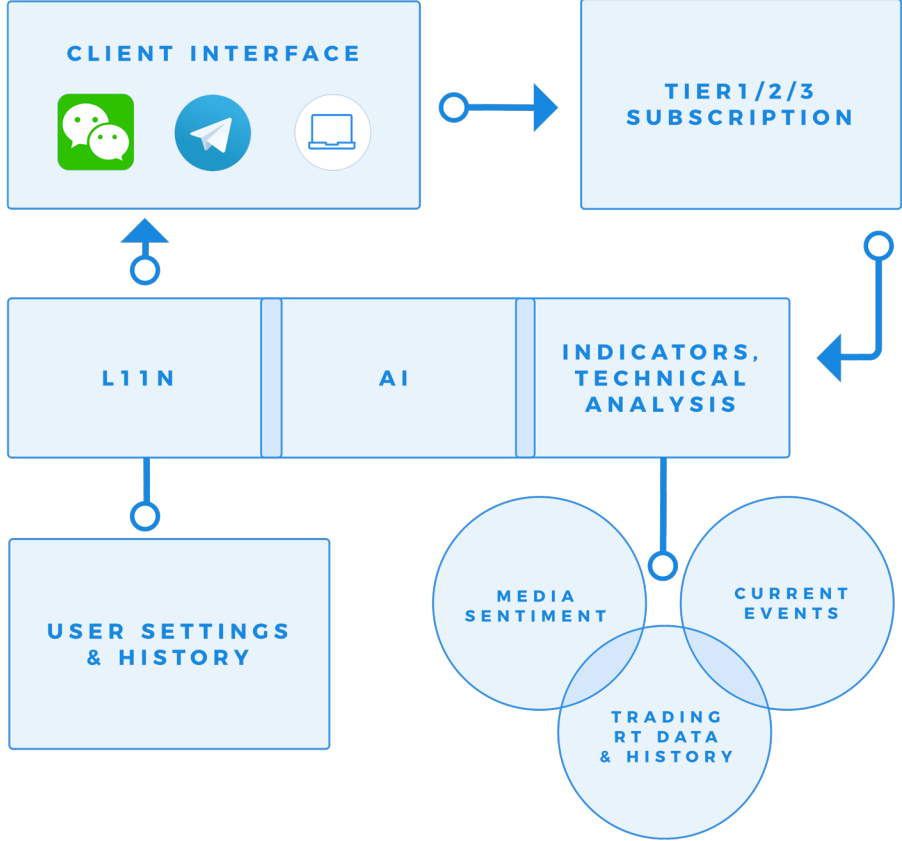 CLIENT INTERFACE
TIER1/2/3
SUBSCRIPTION
L11N
AI
INDICATORS,
TECHNICAL
ANALYSIS
USER SETTINGS
& HISTORY
MEDIA
SENTIMENT
CURRENT
EVENTS
TRADING
RT DATA
& HISTORY